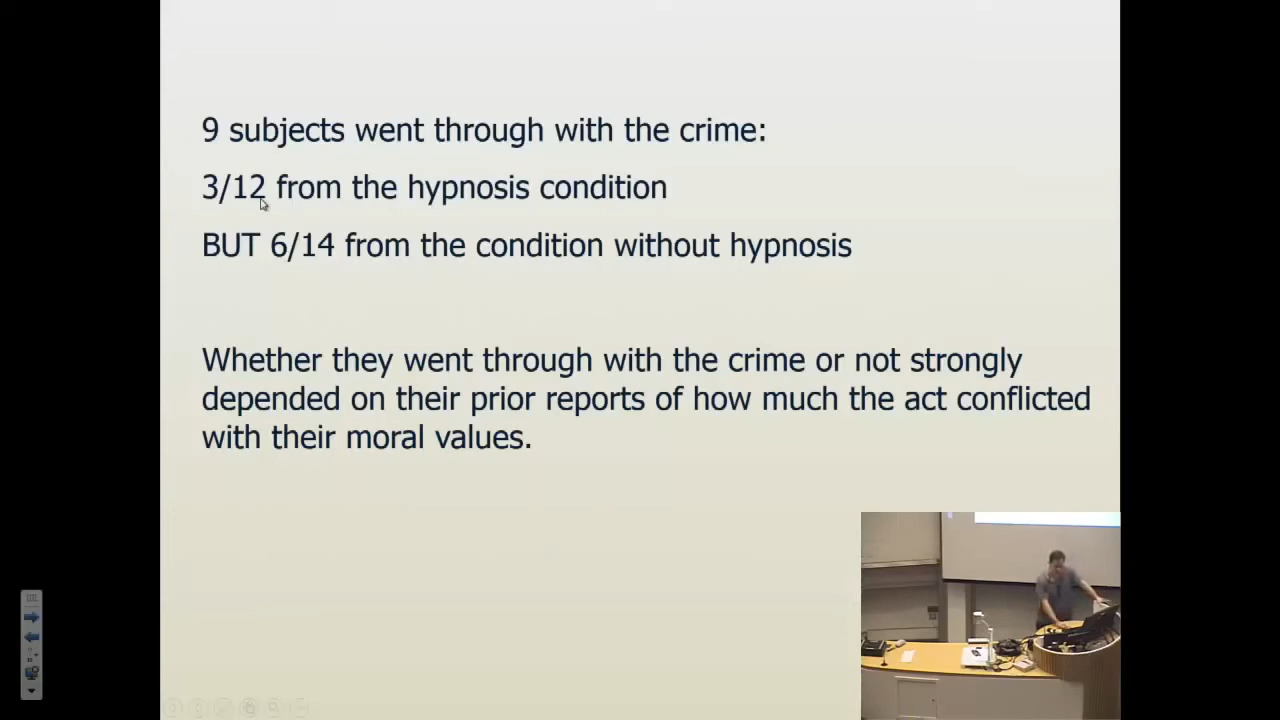 9 subjects went through with the crime:
3/12 from the hypnosis condition
BUT 6/14 from the condition without hypnosis
Whether they went through with the crime or not strongly
depended on their prior reports of how much the act conflicted
with their moral values.